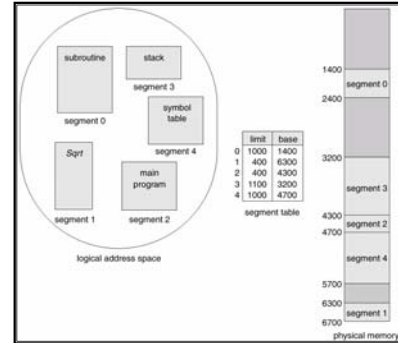 subroutine
stack
segment 3
symbol
table
segment 0
segment 4
Sqrt
main
program
segment 1
segment 2
logical address space
limit base
0 1000 1400
1 400 6300
2 400 4300
3 1100 3200
4 1000 4700
segment table
1400
segment 0
2400
3200
segment 3
4300
segment 2
4700
segment 4
5700
6300
segment 1
6700
physical memory